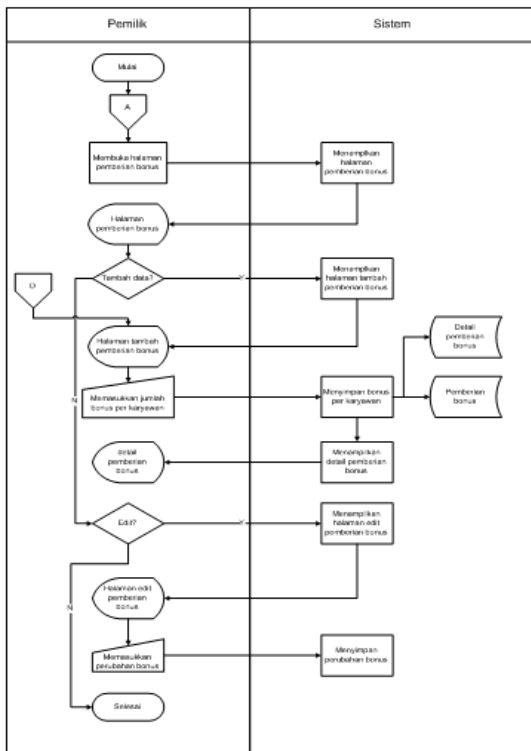 Pemilik
Sistem
Mulai
A
Membuka halaman
pemberian bonus
Menampilkan
halaman
pemberian bonus
Halaman
pemberian bonus
Tambah data?
Y
Menampilkan
halaman tambah
pemberian bonus
D
Halaman tambah
pemberian bonus
Detail
pemberian
bonus
Memasukkan jumlah
bonus per karyawan
Menyimpan bonus
per karyawan
Pemberian
bonus
N
detail
pemberian
bonus
Menampilkan
detail pemberian
bonus
Edit?
Y
Menampilkan
halaman edit
pemberian bonus
Halaman edit
pemberian
bonus
N
Memasukkan
perubahan bonus
Menyimpan
perubahan bonus
Selesai